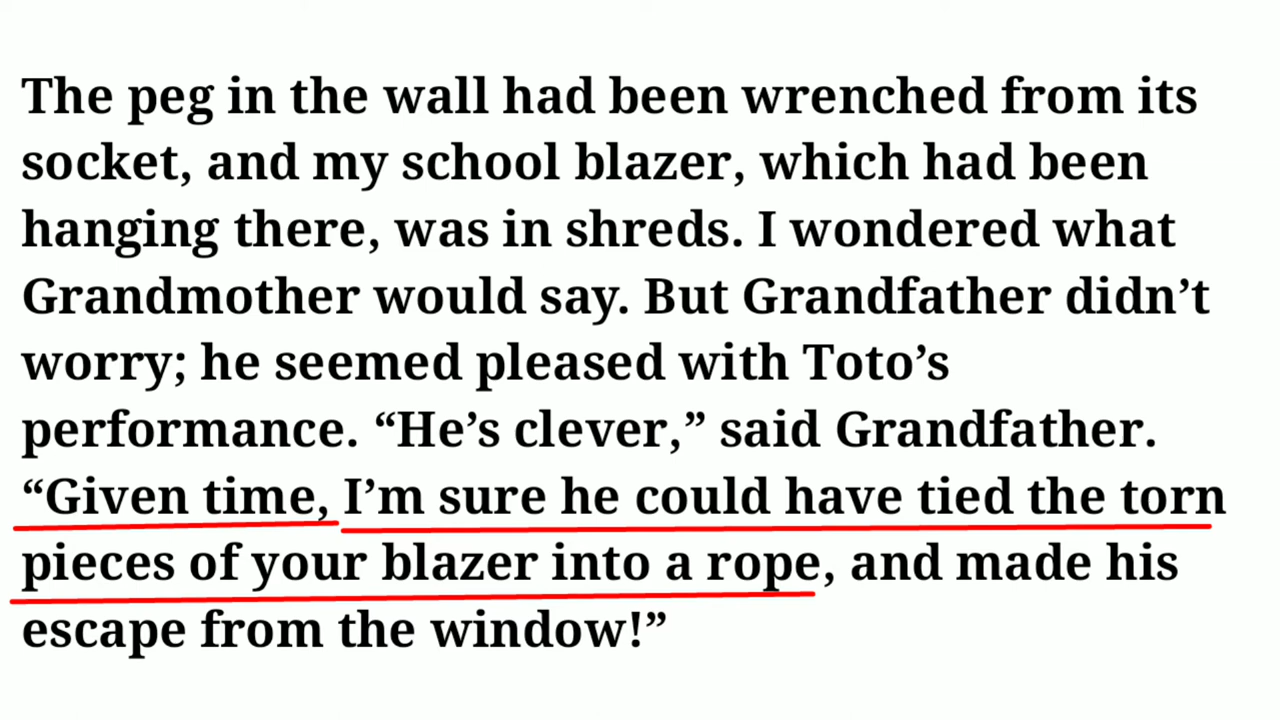 The peg in the wall had been wrenched from its
socket, and my school blazer, which had been
hanging there, was in shreds. I wondered what
Grandmother would say. But Grandfather didn’t
worry; he seemed pleased with Toto’s
performance. “He’s clever,” said Grandfather.
“Given time, I’m sure he could have tied the torn
pieces of your blazer into a rope, and made his
escape from the window!”